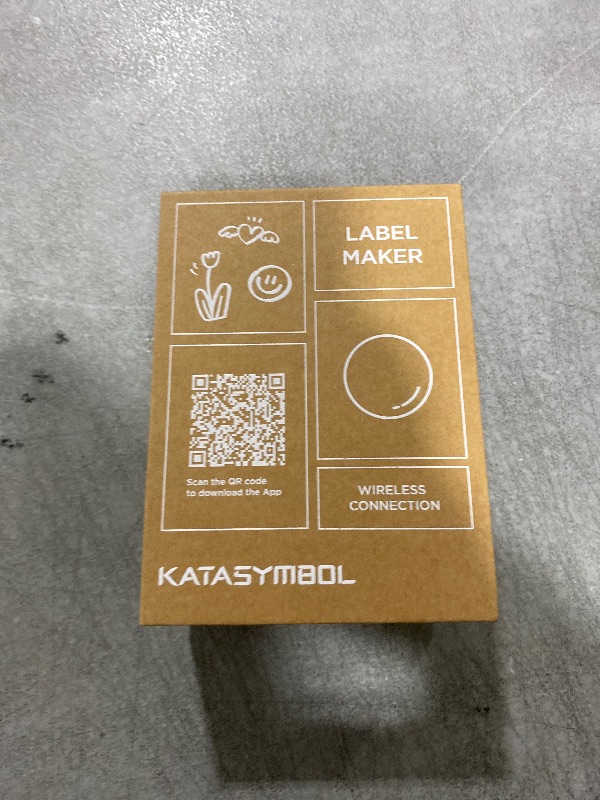 LABEL
MAKER
Scan the QR code
to download the App
WIRELESS
CONNECTION
KATASYMBOL